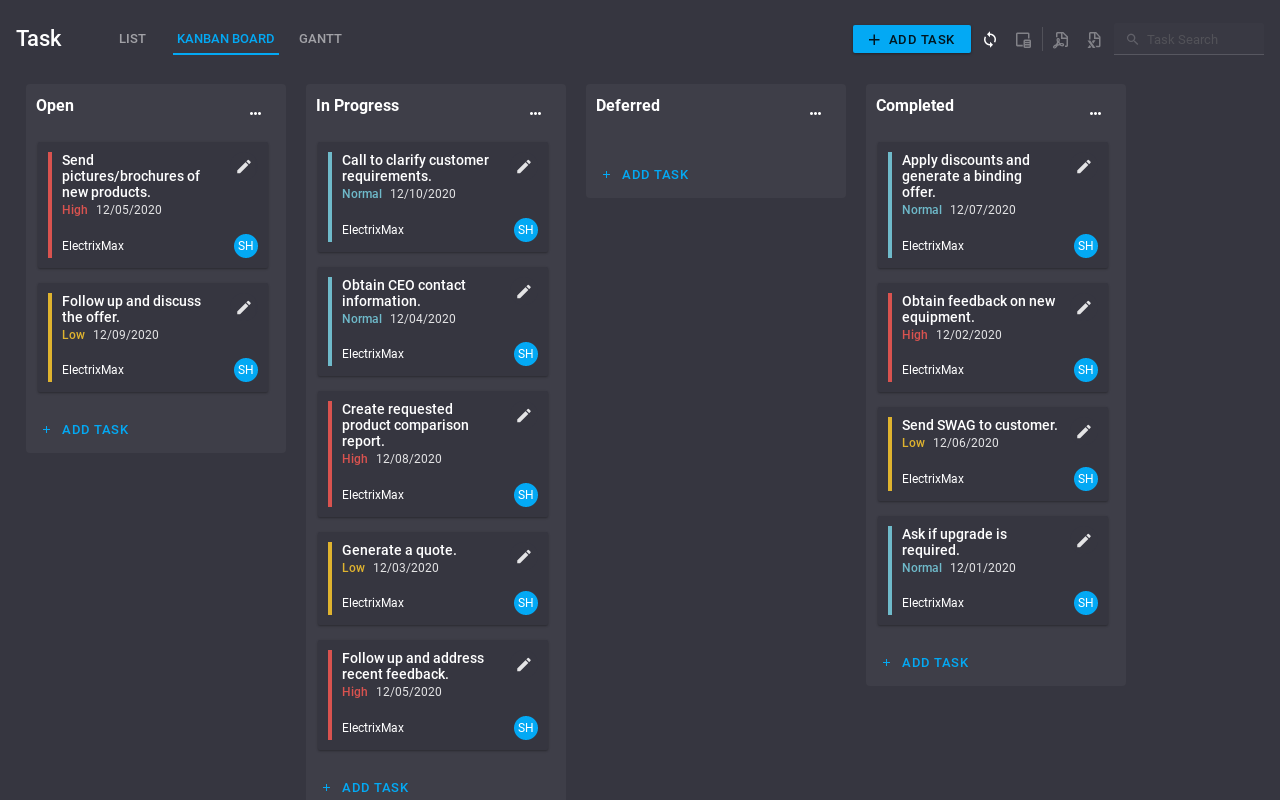 Task
LIST
KANBAN BOARD
GANTT
ADD TASK
Task Search
Open
Send
pictures/brochures of
new products.
High 12/05/2020
ElectrixMax
SH
Follow up and discuss
the offer.
Low 12/09/2020
ElectrixMax
SH
ADD TASK
In Progress
Call to clarify customer
requirements.
Normal 12/10/2020
ElectrixMax
SH
Obtain CEO contact
information.
Normal 12/04/2020
ElectrixMax
SH
Create requested
product comparison
report.
High 12/08/2020
ElectrixMax
SH
Generate a quote.
Low 12/03/2020
ElectrixMax
SH
Follow up and address
recent feedback.
High 12/05/2020
ElectrixMax
SH
ADD TASK
Deferred
ADD TASK
Completed
Apply discounts and
generate a binding
offer.
Normal 12/07/2020
ElectrixMax
SH
Obtain feedback on new
equipment.
High 12/02/2020
ElectrixMax
SH
Send SWAG to customer.
Low 12/06/2020
ElectrixMax
SH
Ask if upgrade is
required.
Normal 12/01/2020
ElectrixMax
SH
ADD TASK